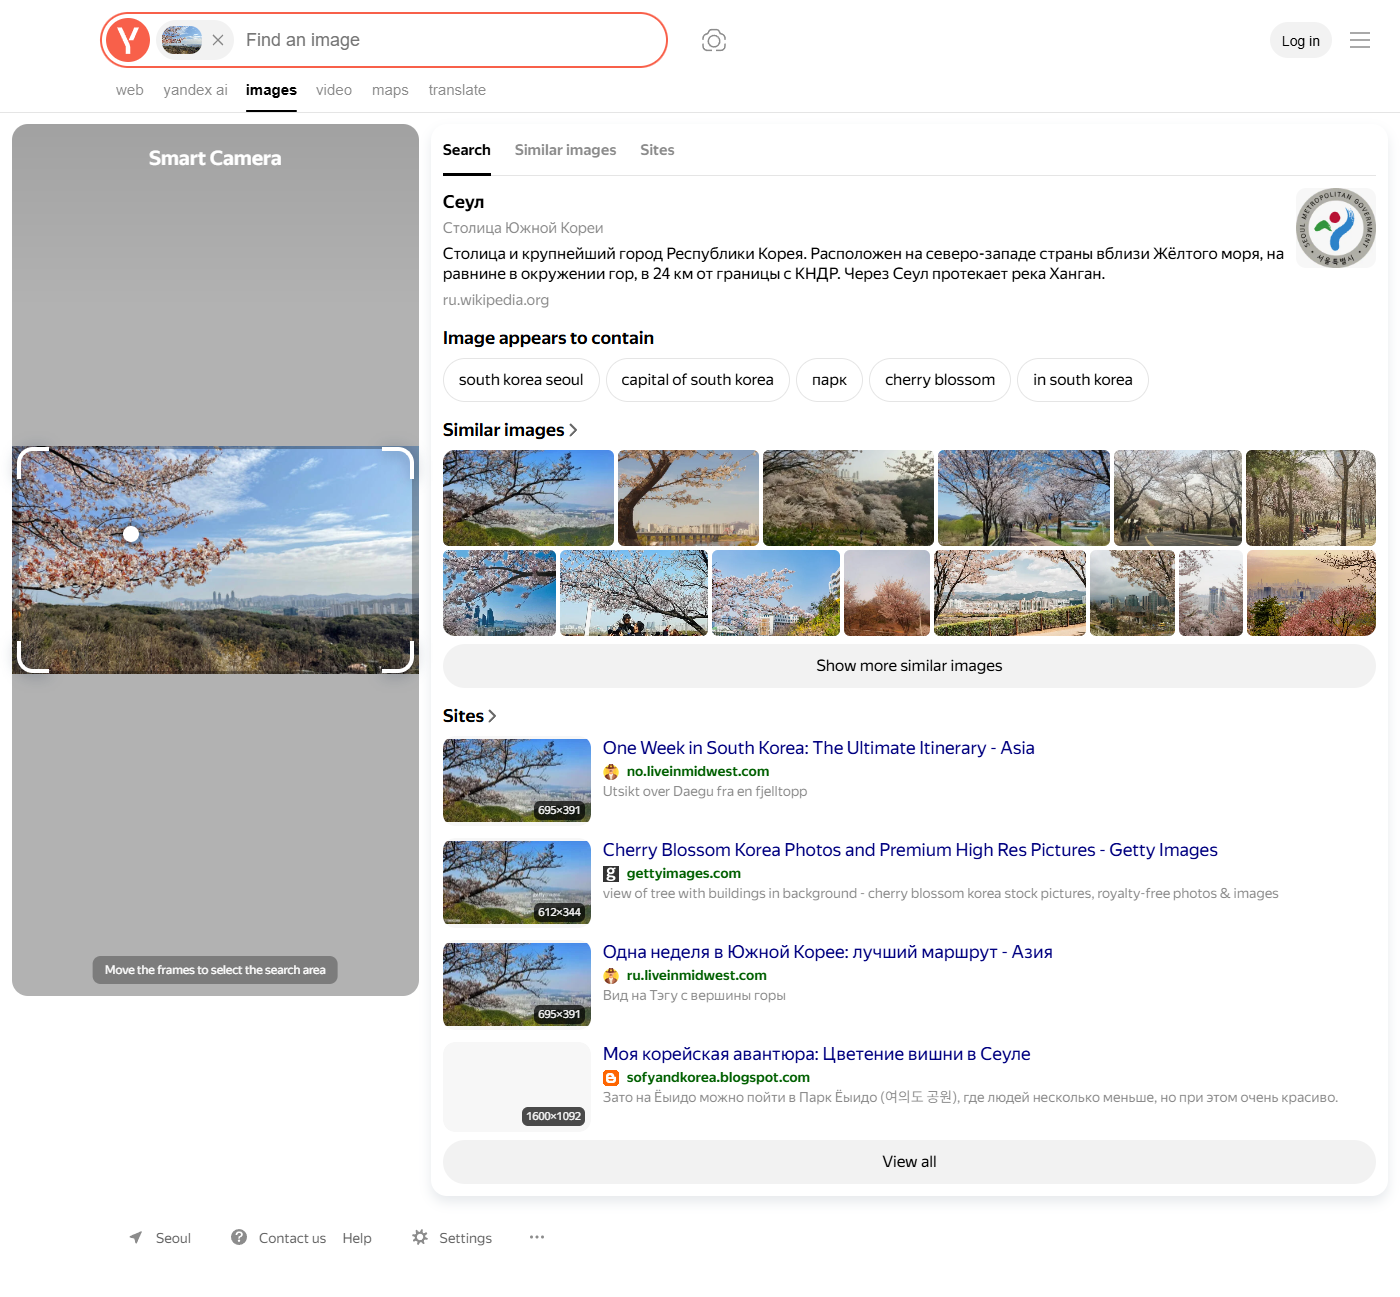 Find an image
Log in
web
yandex ai
images
video
maps
translate
Smart Camera
Move the frames to select the search area
Search
Similar images
Sites
Сеул
Столица Южной Кореи
Столица и крупнейший город Республики Корея. Расположен на северо-западе страны вблизи Жёлтого моря, на
равнине в окружении гор, в 24 км от границы с КНДР. Через Сеул протекает река Ханган.
ru.wikipedia.org
SEOUL METROPOLITAN GOVERNMENT
서울특별시
Image appears to contain
south korea seoul
capital of south korea
парк
cherry blossom
in south korea
Similar images
Show more similar images
Sites
695×391
One Week in South Korea: The Ultimate Itinerary - Asia
no.liveinmidwest.com
Utsikt over Daegu fra en fjelltopp
612×344
Cherry Blossom Korea Photos and Premium High Res Pictures - Getty Images
gettyimages.com
view of tree with buildings in background - cherry blossom korea stock pictures, royalty-free photos & images
695×391
Одна неделя в Южной Корее: лучший маршрут - Азия
ru.liveinmidwest.com
Вид на Тэгу с вершины горы
1600×1092
Моя корейская авантюра: Цветение вишни в Сеуле
sofyandkorea.blogspot.com
Зато на Ёыидо можно пойти в Парк Ёыидо (여의도 공원), где людей несколько меньше, но при этом очень красиво.
View all
Seoul
Contact us
Help
Settings